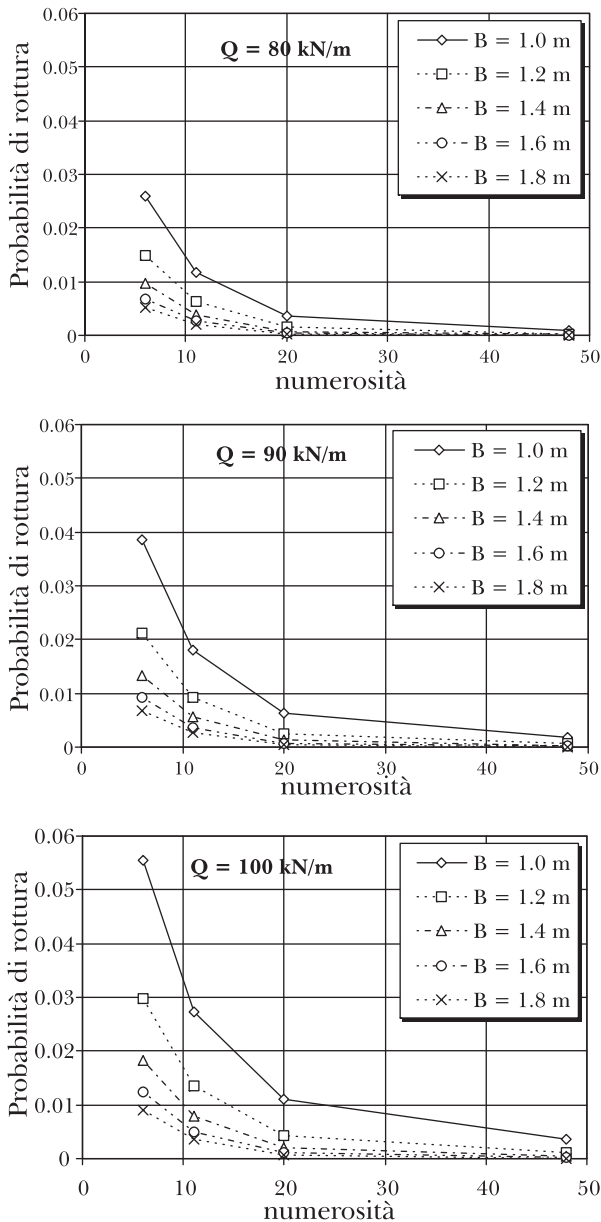 Q = 80 kN/m
B = 1.0 m
B = 1.2 m
B = 1.4 m
B = 1.6 m
B = 1.8 m
Probabilità di rottura
0.06
0.05
0.04
0.03
0.02
0.01
0
0 10 20 30 40 50
numerosità
Q = 90 kN/m
B = 1.0 m
B = 1.2 m
B = 1.4 m
B = 1.6 m
B = 1.8 m
Probabilità di rottura
0.06
0.05
0.04
0.03
0.02
0.01
0
0 10 20 30 40 50
numerosità
Q = 100 kN/m
B = 1.0 m
B = 1.2 m
B = 1.4 m
B = 1.6 m
B = 1.8 m
Probabilità di rottura
0.06
0.05
0.04
0.03
0.02
0.01
0
0 10 20 30 40 50
numerosità